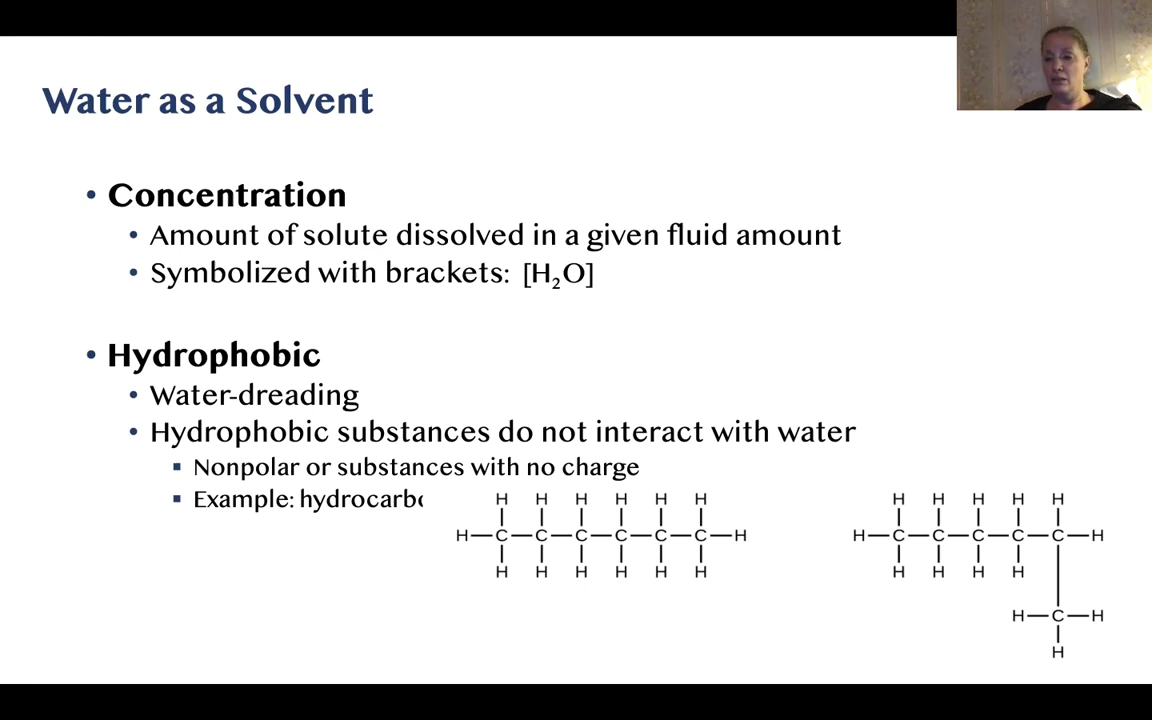 Water as a Solvent
• Concentration
• Amount of solute dissolved in a given fluid amount
• Symbolized with brackets: [H₂O]
• Hydrophobic
• Water-dreading
• Hydrophobic substances do not interact with water
▪ Nonpolar or substances with no charge
▪ Example:
H H H H H H
H—C—C—C—C—C—C—H
H H H H H H
H H H H H
H—C—C—C—C—C—H
H H H H
H—C—H
H